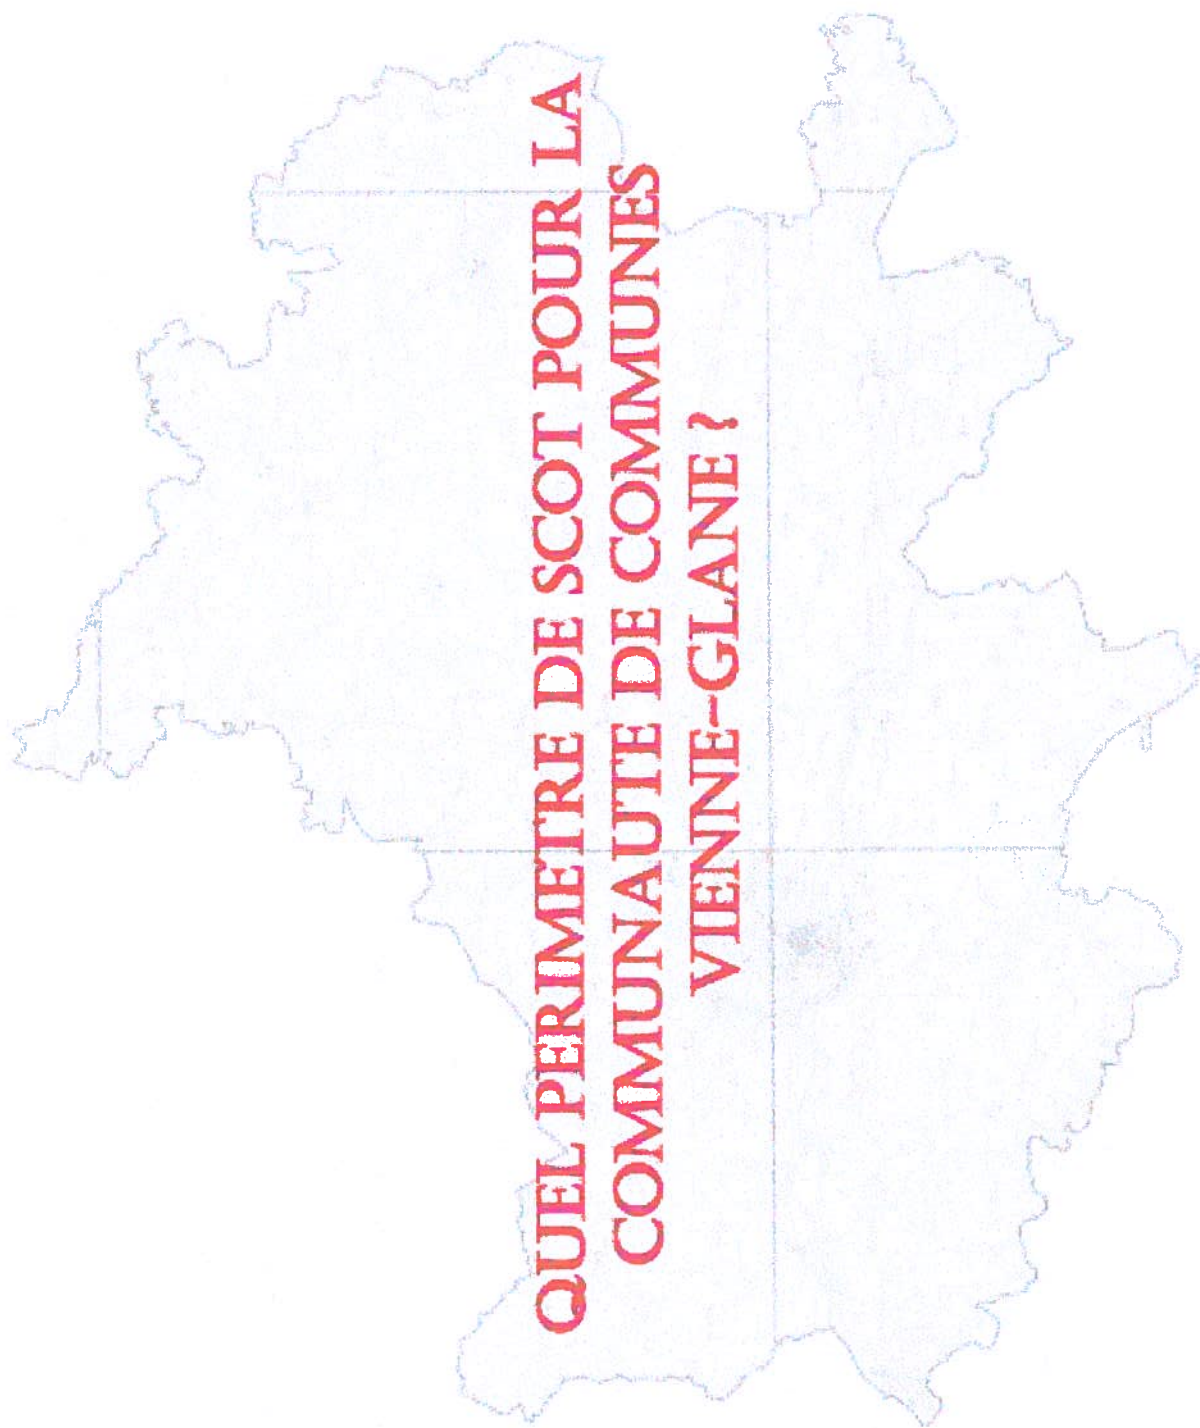 QUEL PERIMETRE DE SCOT POUR LA
COMMUNAUTE DE COMMUNES
VIENNE-GLANE ?